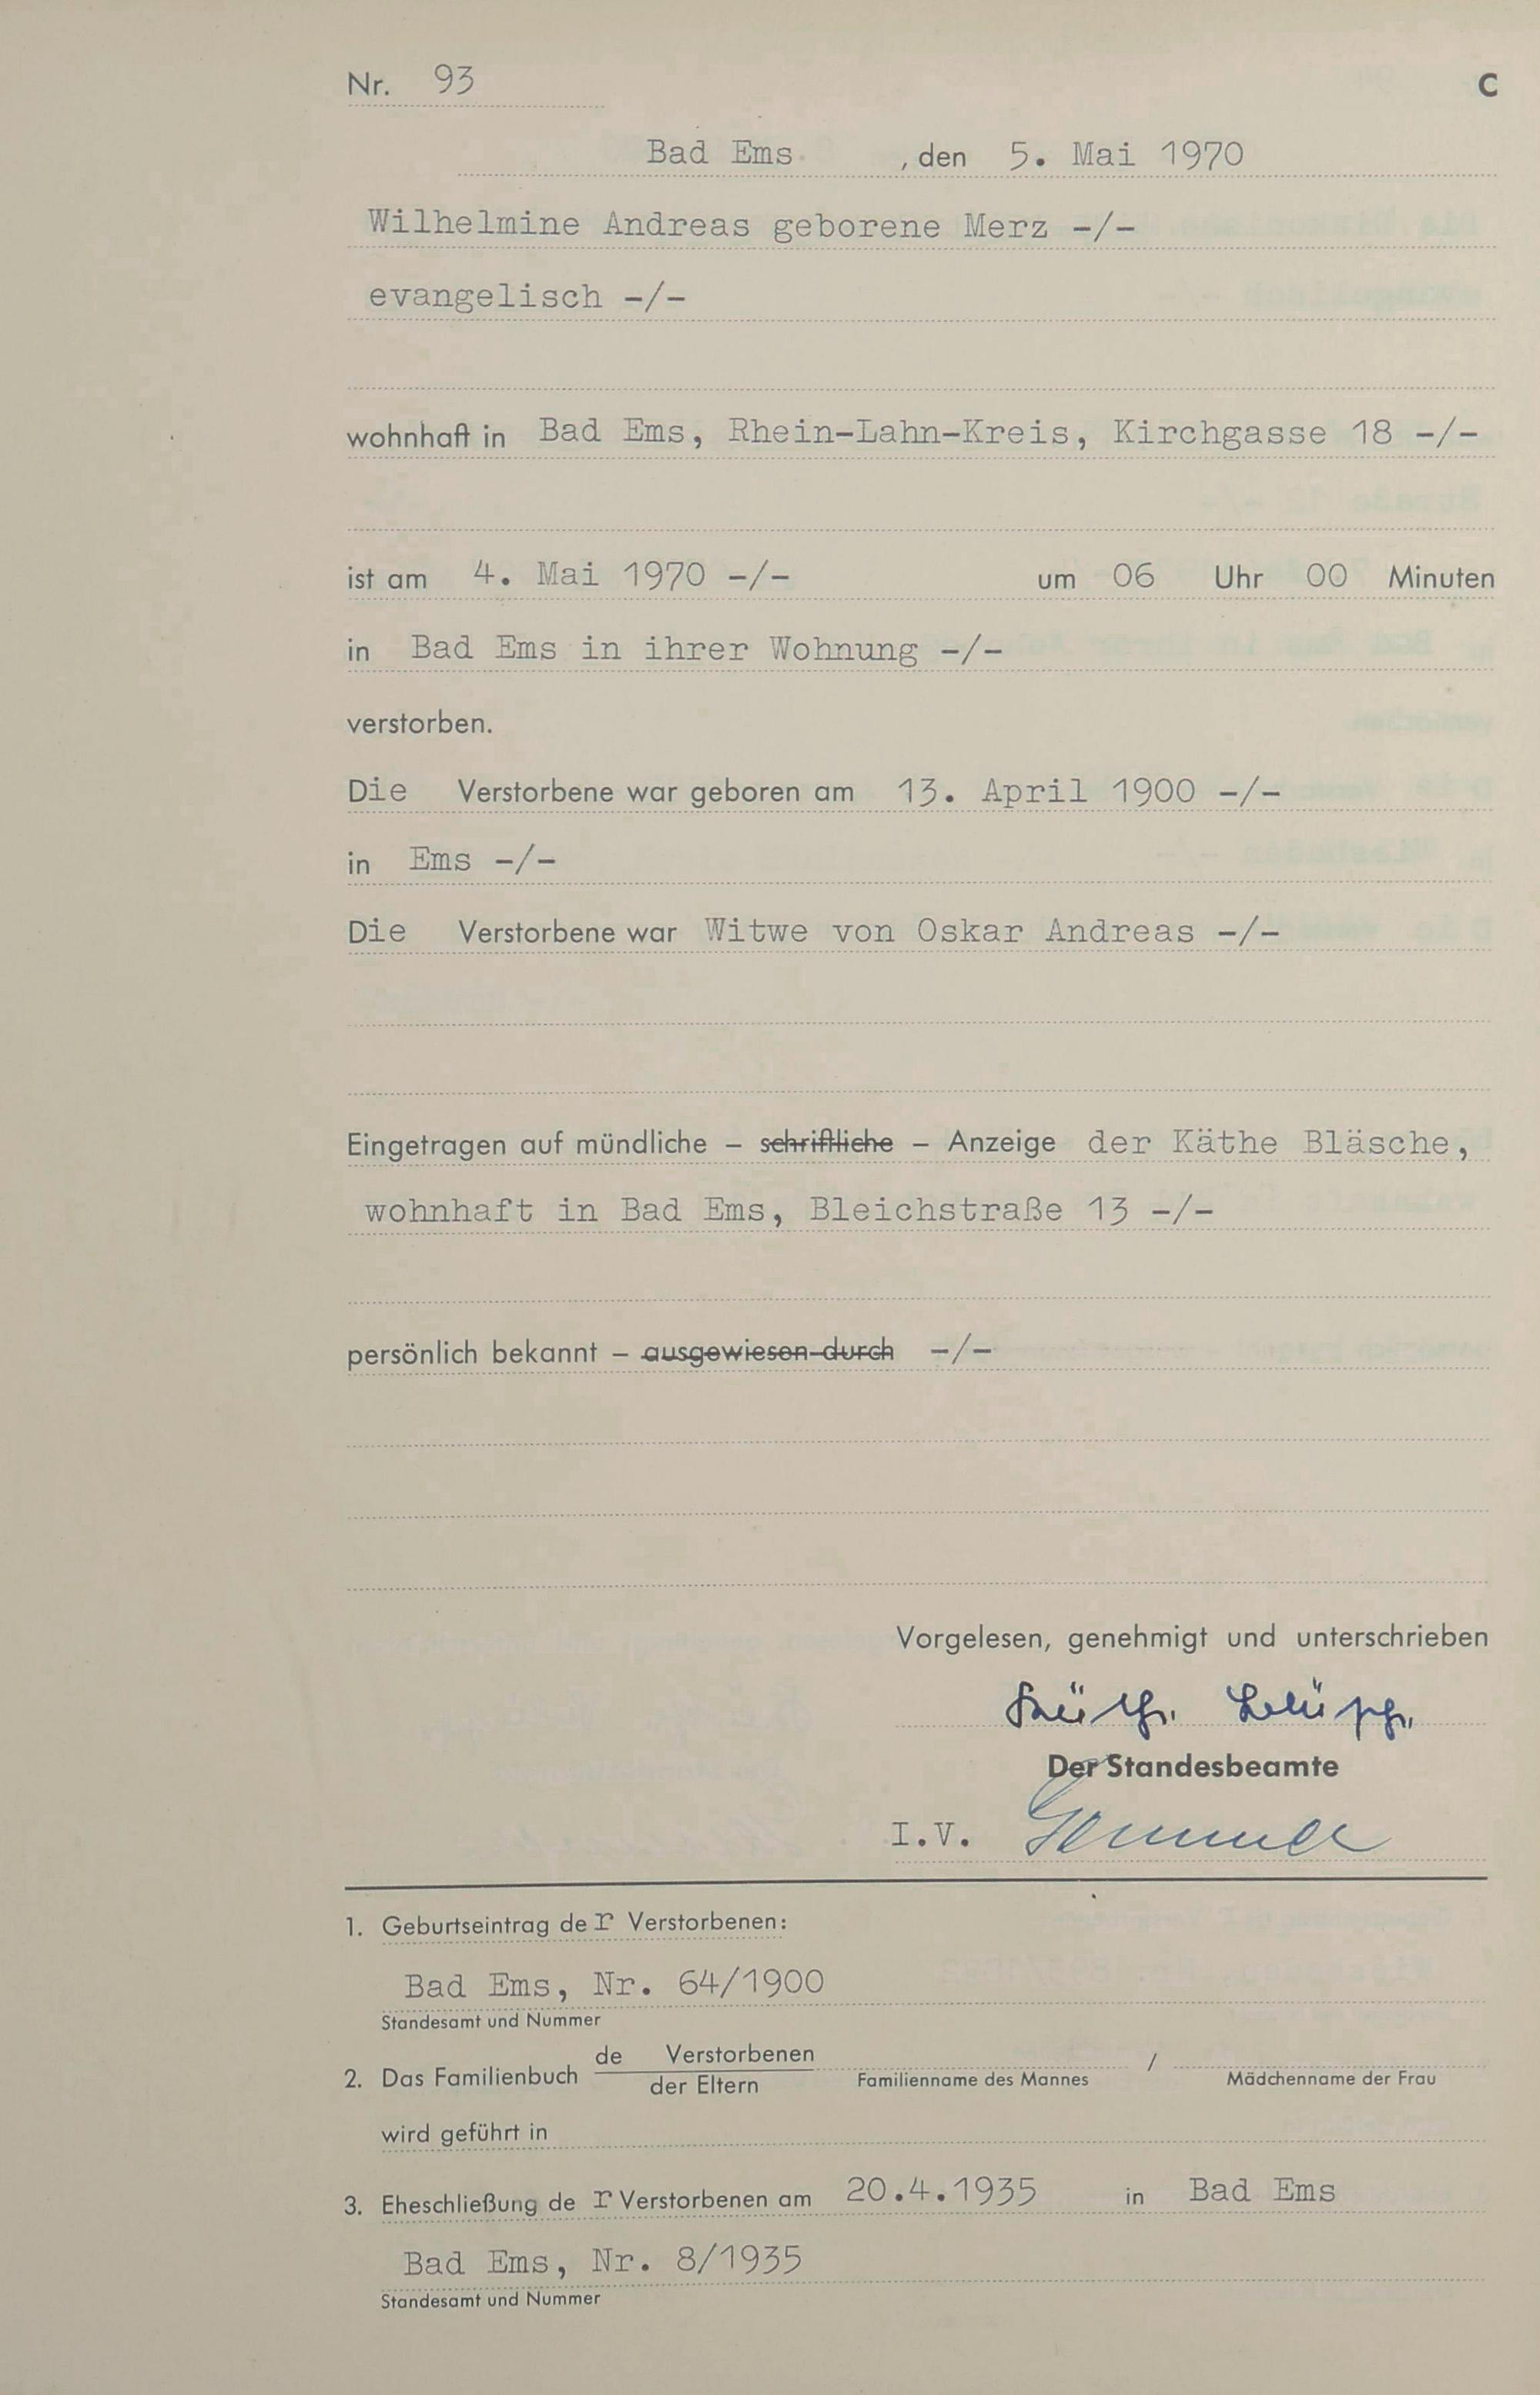 Nr. 93 C
Bad Ems , den 5. Mai 1970
Wilhelmine Andreas geborene Merz -/-
evangelisch -/-
wohnhaft in Bad Ems, Rhein-Lahn-Kreis, Kirchgasse 18 -/-
ist am 4. Mai 1970 -/- um 06 Uhr 00 Minuten
in Bad Ems in ihrer Wohnung -/-
verstorben.
Die Verstorbene war geboren am 13. April 1900 -/-
in Ems -/-
Die Verstorbene war Witwe von Oskar Andreas -/-
Eingetragen auf mündliche – schriftliche – Anzeige der Käthe Bläsche,
wohnhaft in Bad Ems, Bleichstraße 13 -/-
persönlich bekannt – ausgewiesen durch -/-
Vorgelesen, genehmigt und unterschrieben
Käthe Bläsche
Der Standesbeamte
I.V.
1. Geburtseintrag der Verstorbenen:
Bad Ems, Nr. 64/1900
Standesamt und Nummer
2. Das Familienbuch de Verstorbenen / der Eltern Familienname des Mannes / Mädchenname der Frau
wird geführt in
3. Eheschließung der Verstorbenen am 20.4.1935 in Bad Ems
Bad Ems, Nr. 8/1935
Standesamt und Nummer